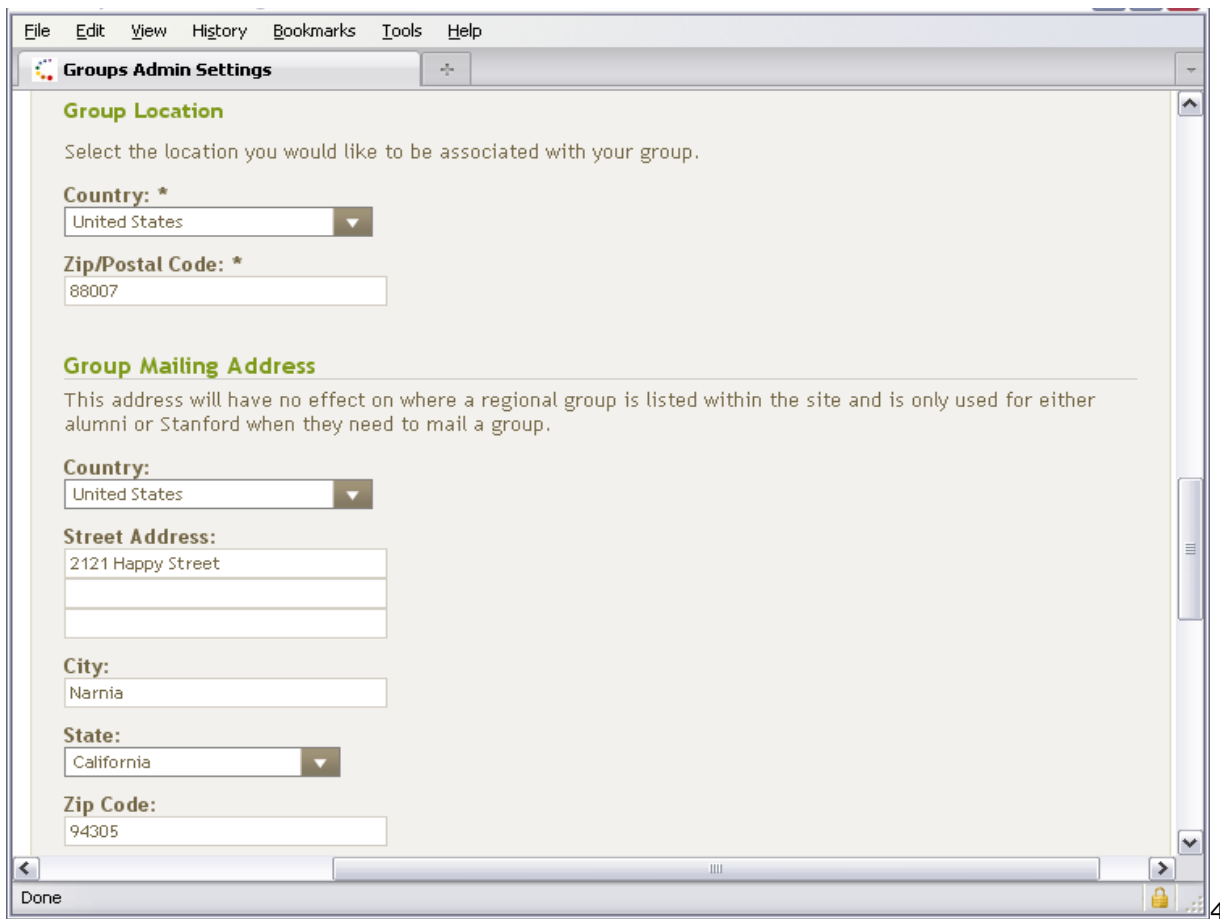 File Edit View History Bookmarks Tools Help
Groups Admin Settings
Group Location
Select the location you would like to be associated with your group.
Country: *
United States
Zip/Postal Code: *
88007
Group Mailing Address
This address will have no effect on where a regional group is listed within the site and is only used for either
alumni or Stanford when they need to mail a group.
Country:
United States
Street Address:
2121 Happy Street
City:
Narnia
State:
California
Zip Code:
94305
Done
4